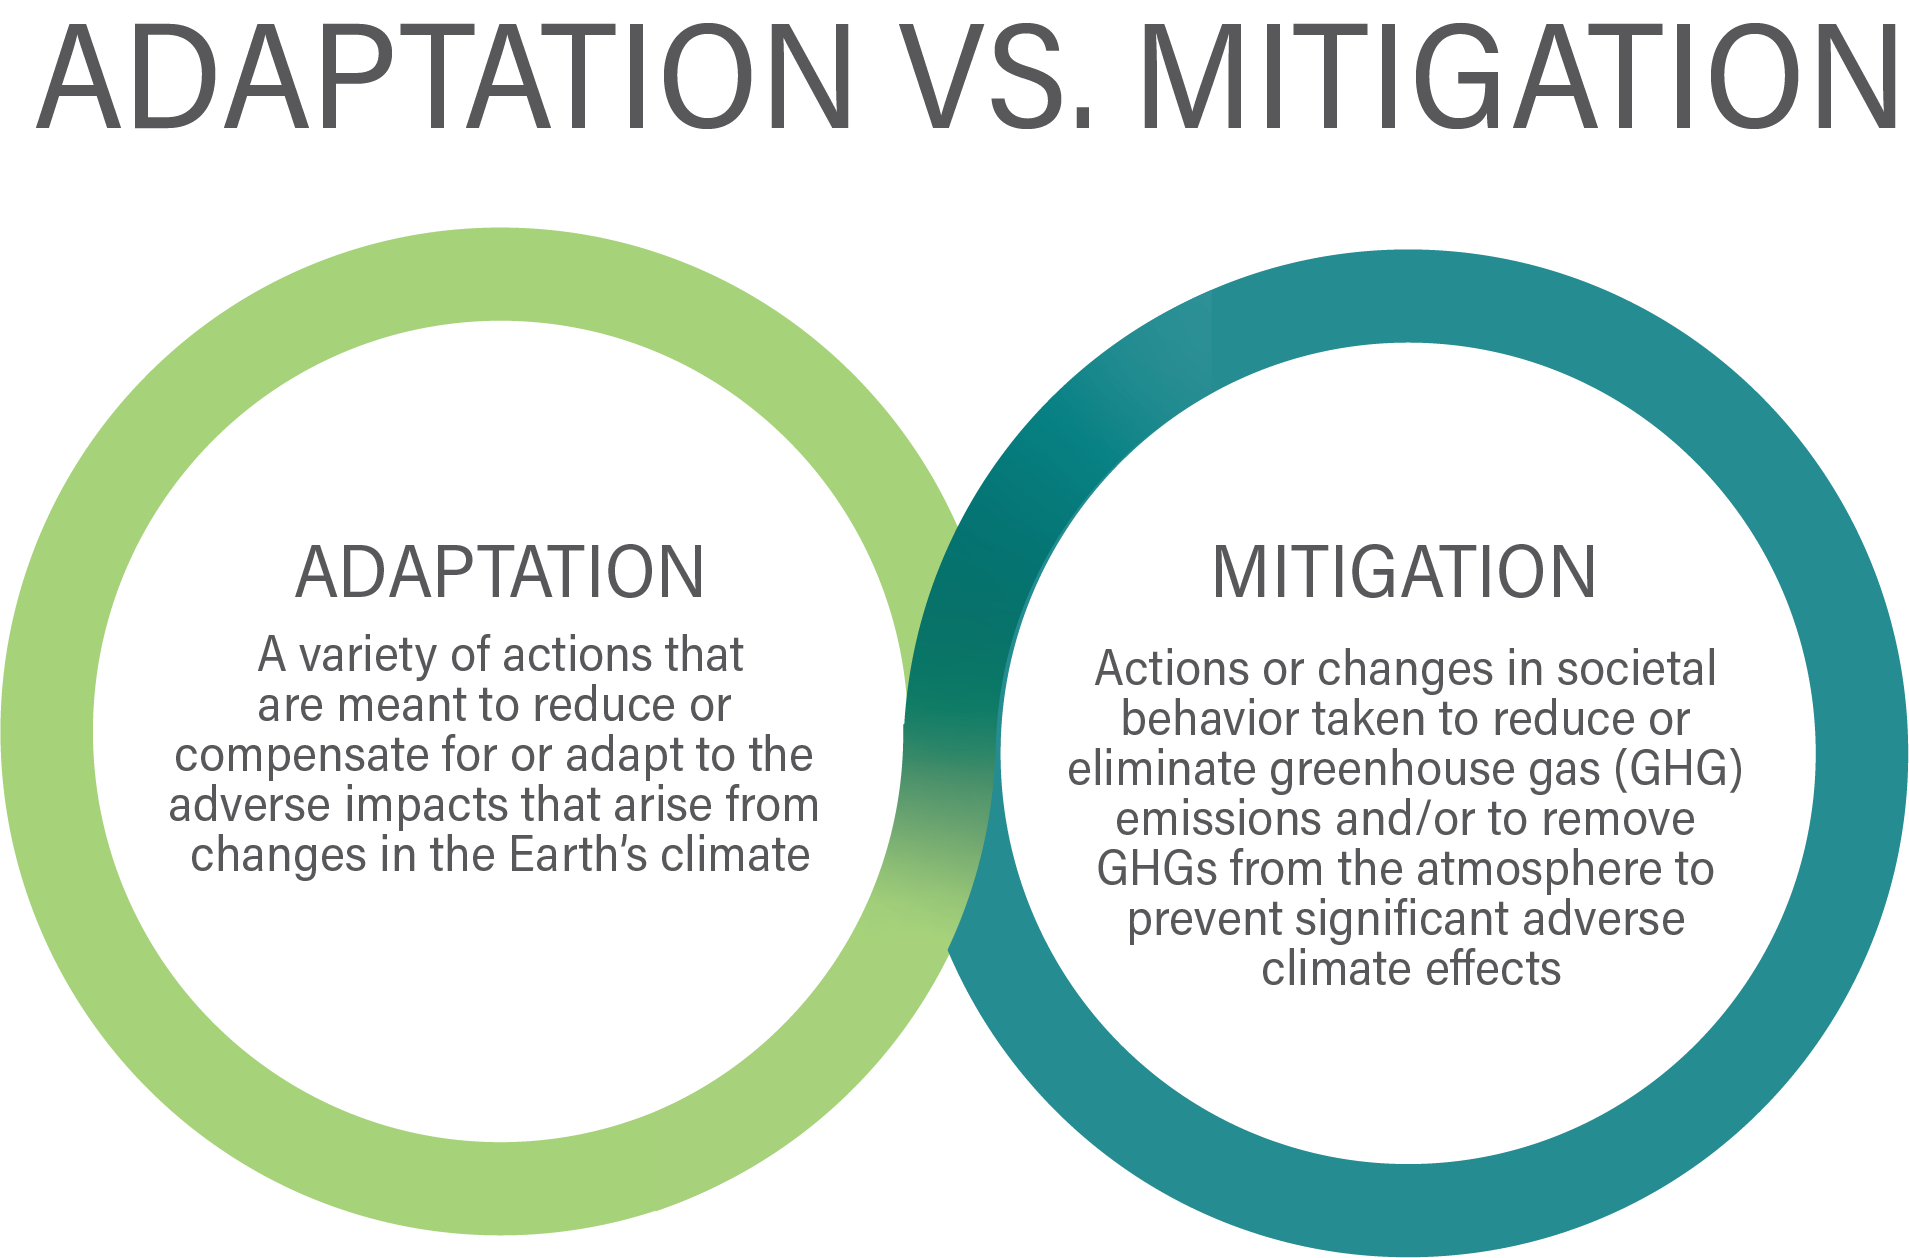 ADAPTATION VS. MITIGATION
ADAPTATION
A variety of actions that
are meant to reduce or
compensate for or adapt to the
adverse impacts that arise from
changes in the Earth‘s climate
MITIGATION
Actions or changes in societal
behavior taken to reduce or
eliminate greenhouse gas (GHG)
emissions and/or to remove
GHGs from the atmosphere to
prevent significant adverse
climate effects